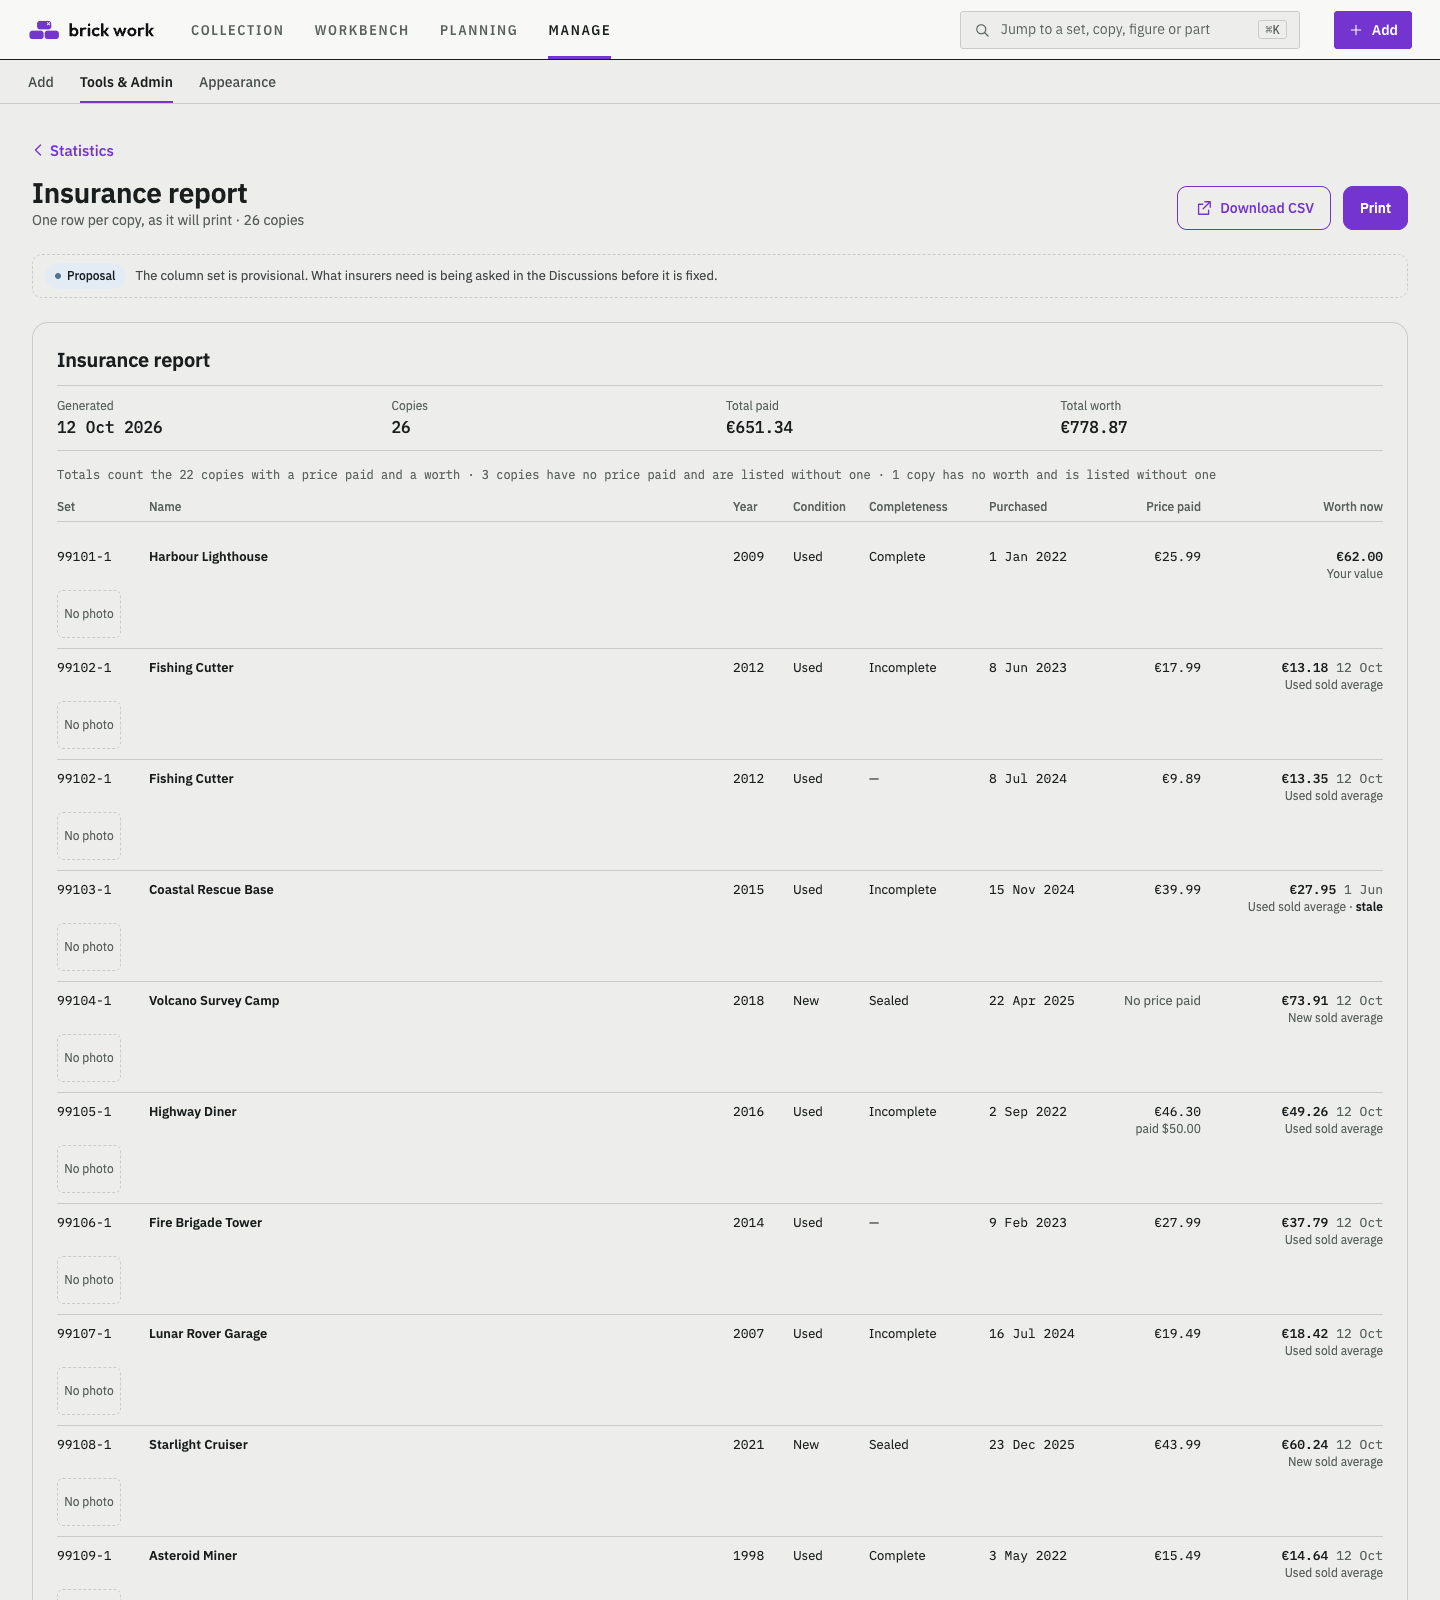 brick work
COLLECTION WORKBENCH PLANNING MANAGE
Jump to a set, copy, figure or part ⌘K
Add
Add Tools & Admin Appearance
Statistics
Insurance report
One row per copy, as it will print · 26 copies
Download CSV
Print
Proposal The column set is provisional. What insurers need is being asked in the Discussions before it is fixed.
Insurance report
Generated Copies Total paid Total worth
12 Oct 2026 26 €651.34 €778.87
Totals count the 22 copies with a price paid and a worth · 3 copies have no price paid and are listed without one · 1 copy has no worth and is listed without one
Set Name Year Condition Completeness Purchased Price paid Worth now
99101-1 Harbour Lighthouse 2009 Used Complete 1 Jan 2022 €25.99 €62.00
Your value
No photo
99102-1 Fishing Cutter 2012 Used Incomplete 8 Jun 2023 €17.99 €13.18 12 Oct
Used sold average
No photo
99102-1 Fishing Cutter 2012 Used — 8 Jul 2024 €9.89 €13.35 12 Oct
Used sold average
No photo
99103-1 Coastal Rescue Base 2015 Used Incomplete 15 Nov 2024 €39.99 €27.95 1 Jun
Used sold average · stale
No photo
99104-1 Volcano Survey Camp 2018 New Sealed 22 Apr 2025 No price paid €73.91 12 Oct
New sold average
No photo
99105-1 Highway Diner 2016 Used Incomplete 2 Sep 2022 €46.30 €49.26 12 Oct
paid $50.00 Used sold average
No photo
99106-1 Fire Brigade Tower 2014 Used — 9 Feb 2023 €27.99 €37.79 12 Oct
Used sold average
No photo
99107-1 Lunar Rover Garage 2007 Used Incomplete 16 Jul 2024 €19.49 €18.42 12 Oct
Used sold average
No photo
99108-1 Starlight Cruiser 2021 New Sealed 23 Dec 2025 €43.99 €60.24 12 Oct
New sold average
No photo
99109-1 Asteroid Miner 1998 Used Complete 3 May 2022 €15.49 €14.64 12 Oct
Used sold average